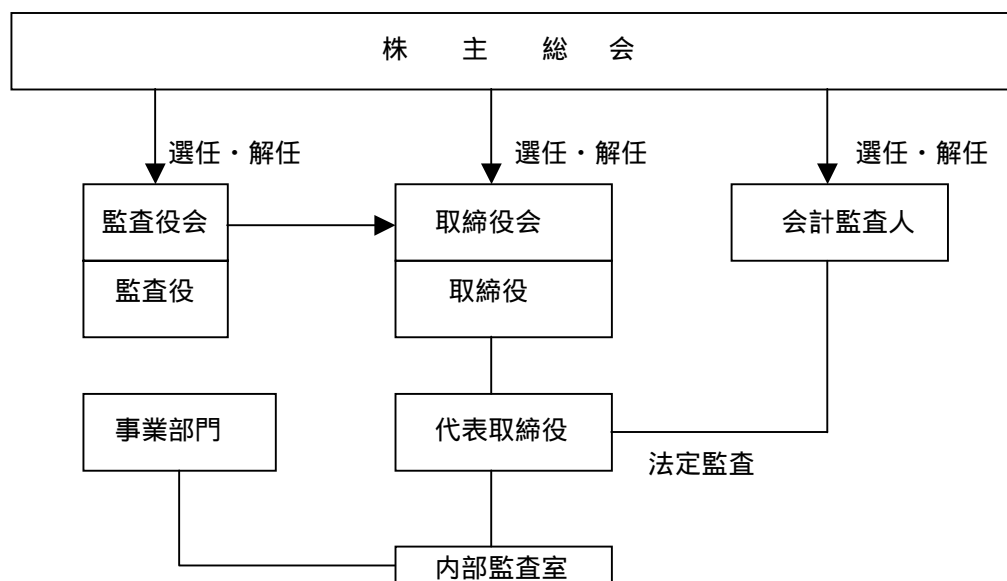 株 主 総 会
選任・解任
選任・解任
選任・解任
監査役会
取締役会
会計監査人
監査役
取締役
事業部門
代表取締役
法定監査
内部監査室